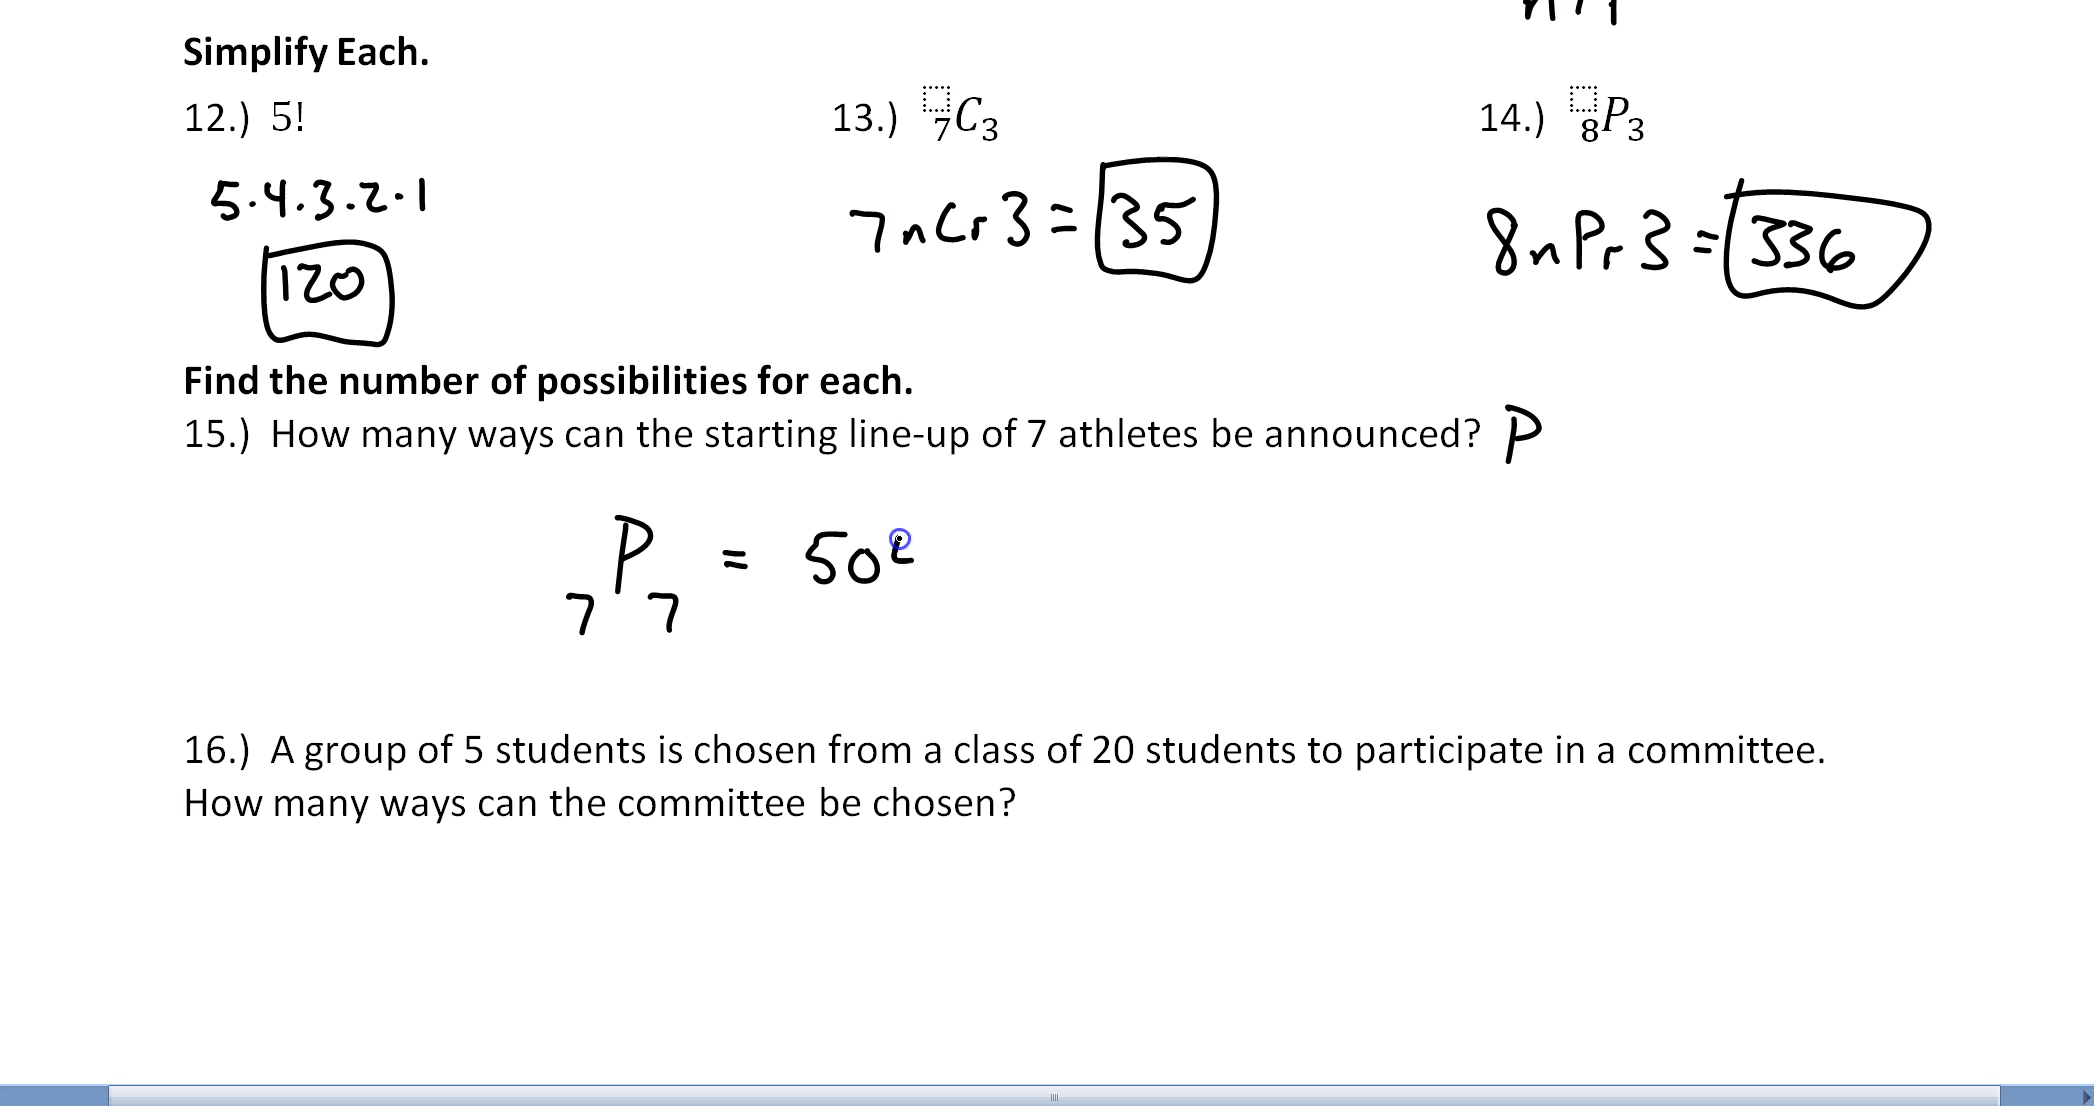 Simplify Each.
12.) 5!
13.) ₇C₃
14.) ₈P₃
5·4·3·2·1
120
7nCr3 = 35
8nPr3 = 336
Find the number of possibilities for each.
15.) How many ways can the starting line-up of 7 athletes be announced? P
₇P₇ = 50
16.) A group of 5 students is chosen from a class of 20 students to participate in a committee.
How many ways can the committee be chosen?